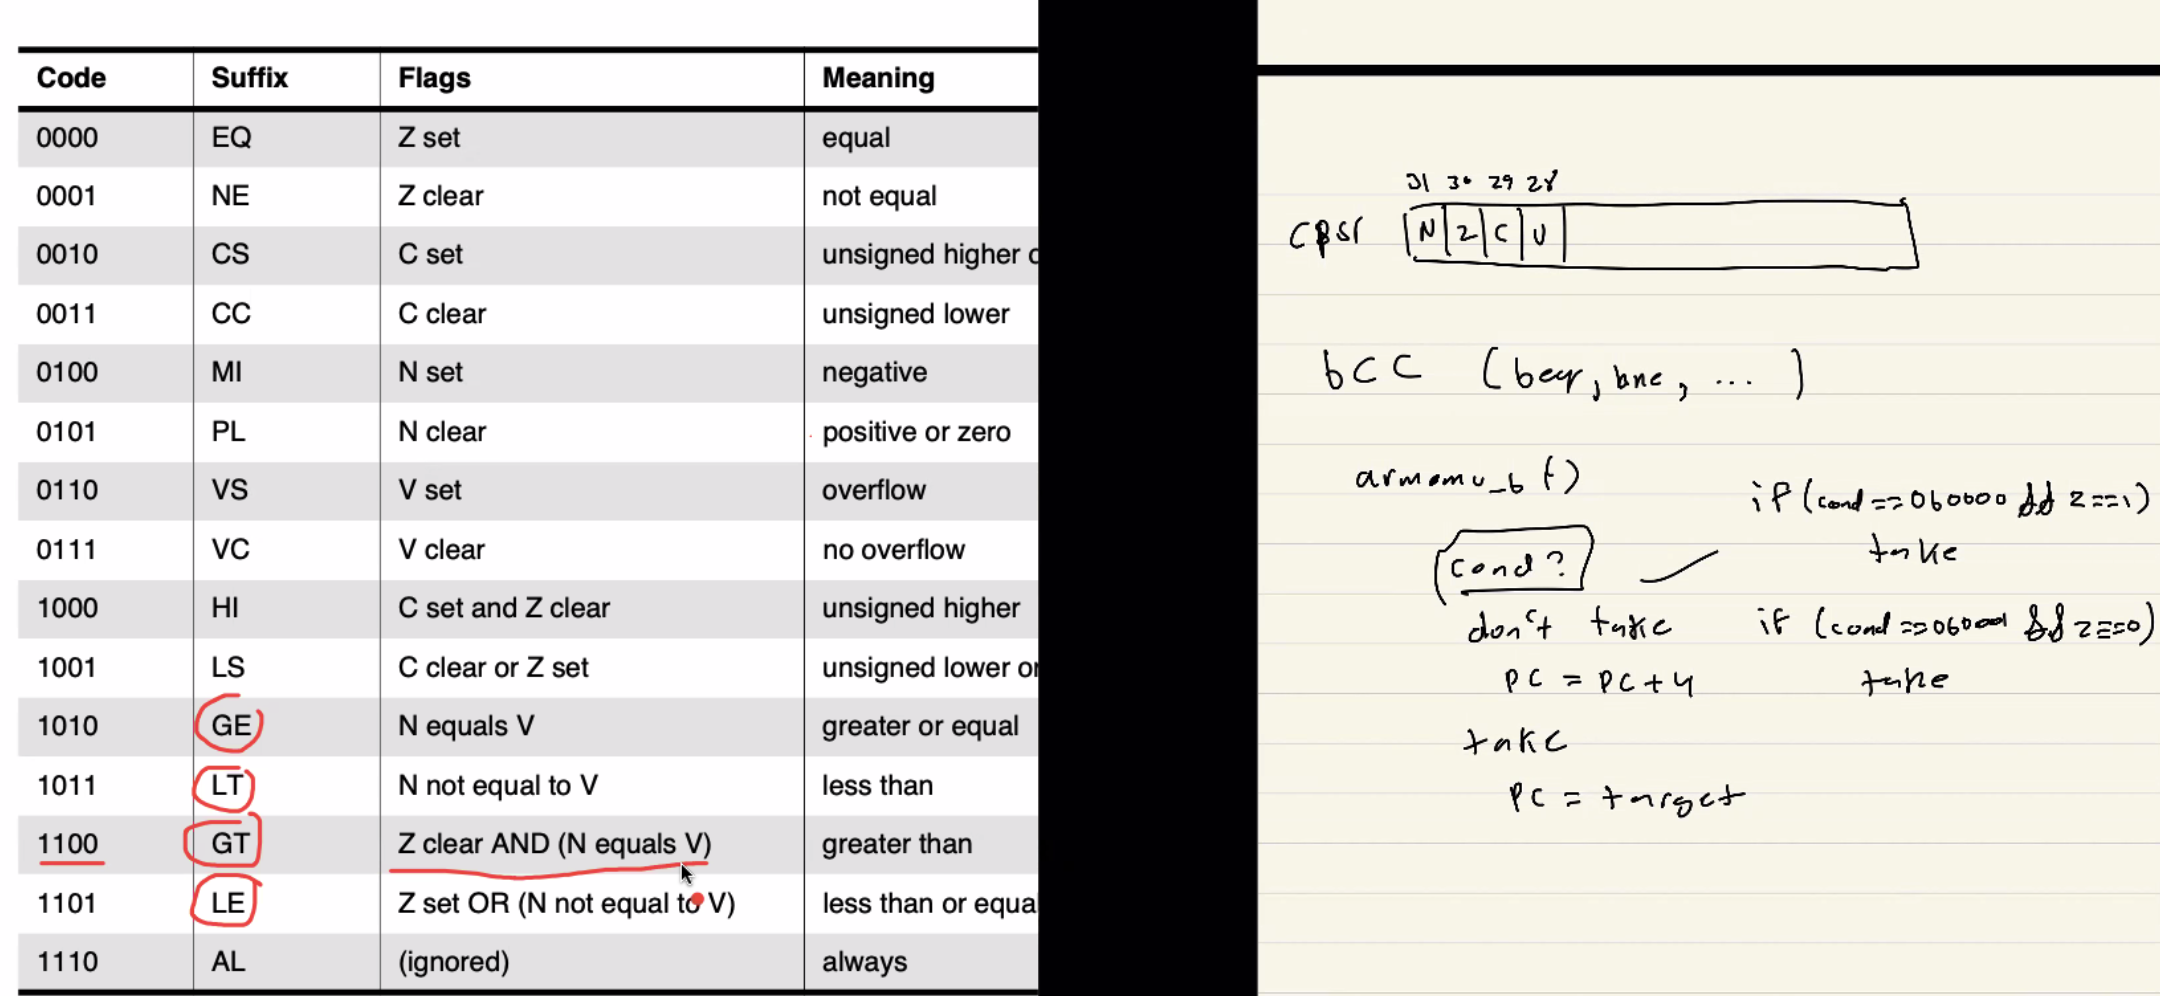 Code Suffix Flags Meaning
0000 EQ Z set equal
0001 NE Z clear not equal
0010 CS C set unsigned higher
0011 CC C clear unsigned lower
0100 MI N set negative
0101 PL N clear positive or zero
0110 VS V set overflow
0111 VC V clear no overflow
1000 HI C set and Z clear unsigned higher
1001 LS C clear or Z set unsigned lower or
1010 GE N equals V greater or equal
1011 LT N not equal to V less than
1100 GT Z clear AND (N equals V) greater than
1101 LE Z set OR (N not equal to V) less than or equa
1110 AL (ignored) always
31 30 29 28
CPSR N Z C V
bCC (beq, bne, ... )
armemu_b()
if (cond == 0b0000 && Z==1)
take
cond?
don't take
if (cond == 0b0001 && Z==0)
PC = PC+4
take
take
PC = target